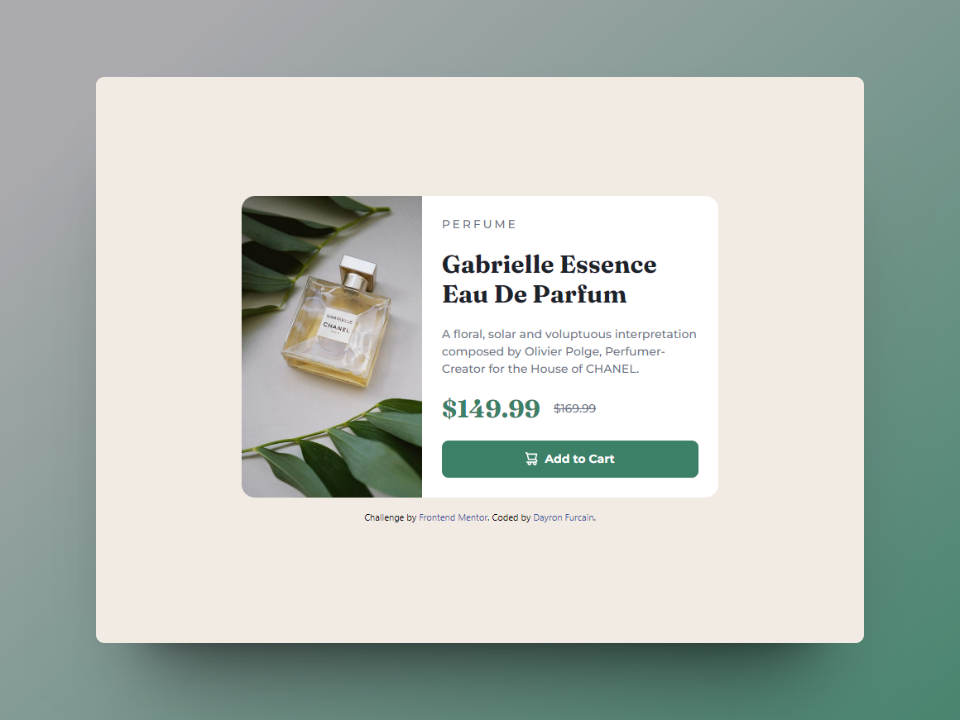 PERFUME
Gabrielle Essence
Eau De Parfum
A floral, solar and voluptuous interpretation
composed by Olivier Polge, Perfumer-
Creator for the House of CHANEL.
$149.99 $169.99
Add to Cart
GABRIELLE
CHANEL
Challenge by Frontend Mentor. Coded by Dayron Furcain.